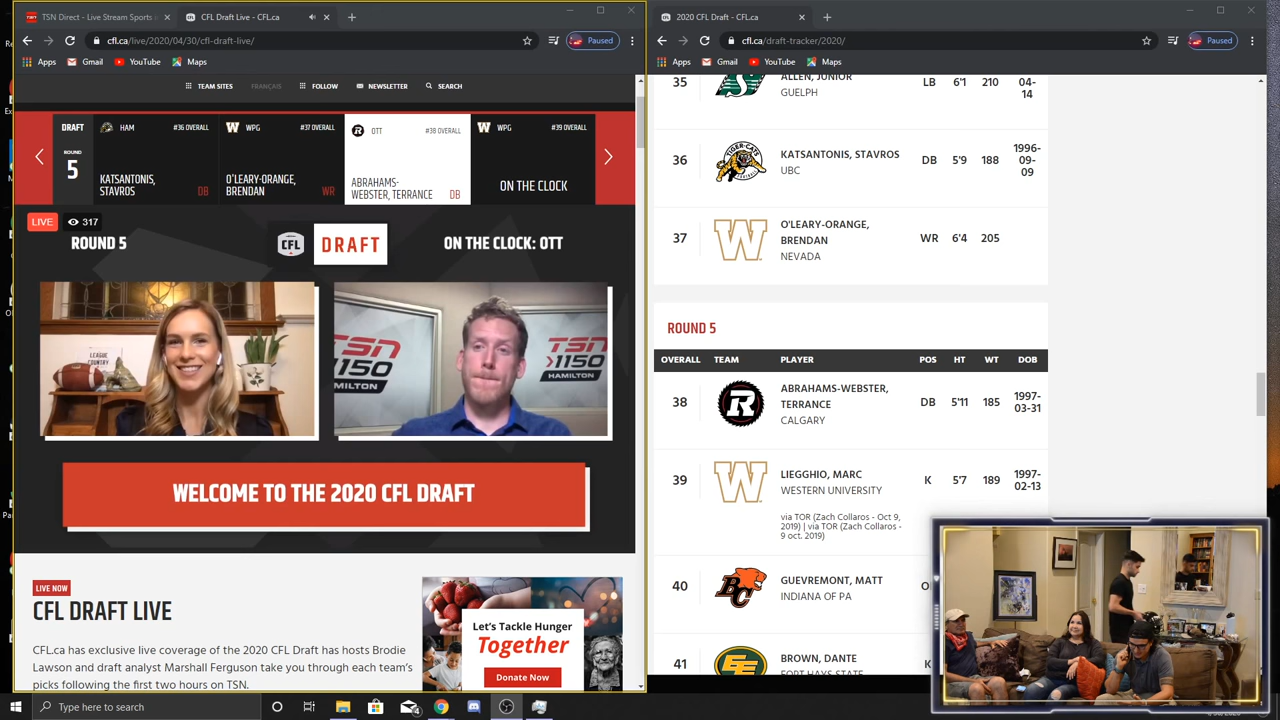 TSN Direct - Live Stream Sports
CFL Draft Live - CFL.ca
cfl.ca/live/2020/04/30/cfl-draft-live/
Paused
Apps Gmail YouTube Maps
TEAM SITES FRANÇAIS FOLLOW NEWSLETTER SEARCH
DRAFT
ROUND
5
HAM #36 OVERALL
KATSANTONIS,
STAVROS DB
WPG #37 OVERALL
O'LEARY-ORANGE,
BRENDAN WR
OTT #38 OVERALL
ABRAHAMS-
WEBSTER, TERRANCE DB
WPG #39 OVERALL
ON THE CLOCK
LIVE 317
ROUND 5
CFL DRAFT
ON THE CLOCK: OTT
LEAGUE
COUNTRY
TSN
1150
HAMILTON
TSN
1150
HAMILTON
WELCOME TO THE 2020 CFL DRAFT
LIVE NOW
CFL DRAFT LIVE
CFL.ca has exclusive live coverage of the 2020 CFL Draft has hosts Brodie
Lawson and draft analyst Marshall Ferguson take you through each team's
picks following the first two hours on TSN.
Let's Tackle Hunger
Together
Donate Now
2020 CFL Draft - CFL.ca
cfl.ca/draft-tracker/2020/
Paused
Apps Gmail YouTube Maps
35 ALLEN, JUNIOR LB 6'1 210 04-
GUELPH 14
36 KATSANTONIS, STAVROS DB 5'9 188 1996-
UBC 09-
09
37 O'LEARY-ORANGE,
BRENDAN WR 6'4 205
NEVADA
ROUND 5
OVERALL TEAM PLAYER POS HT WT DOB
38 ABRAHAMS-WEBSTER,
TERRANCE DB 5'11 185 1997-
CALGARY 03-31
39 LIEGGHIO, MARC K 5'7 189 1997-
WESTERN UNIVERSITY 02-13
via TOR (Zach Collaros - Oct 9,
2019) | via TOR (Zach Collaros -
9 oct. 2019)
40 GUEVREMONT, MATT
INDIANA OF PA
41 BROWN, DANTE
FORT HAYS STATE
Type here to search